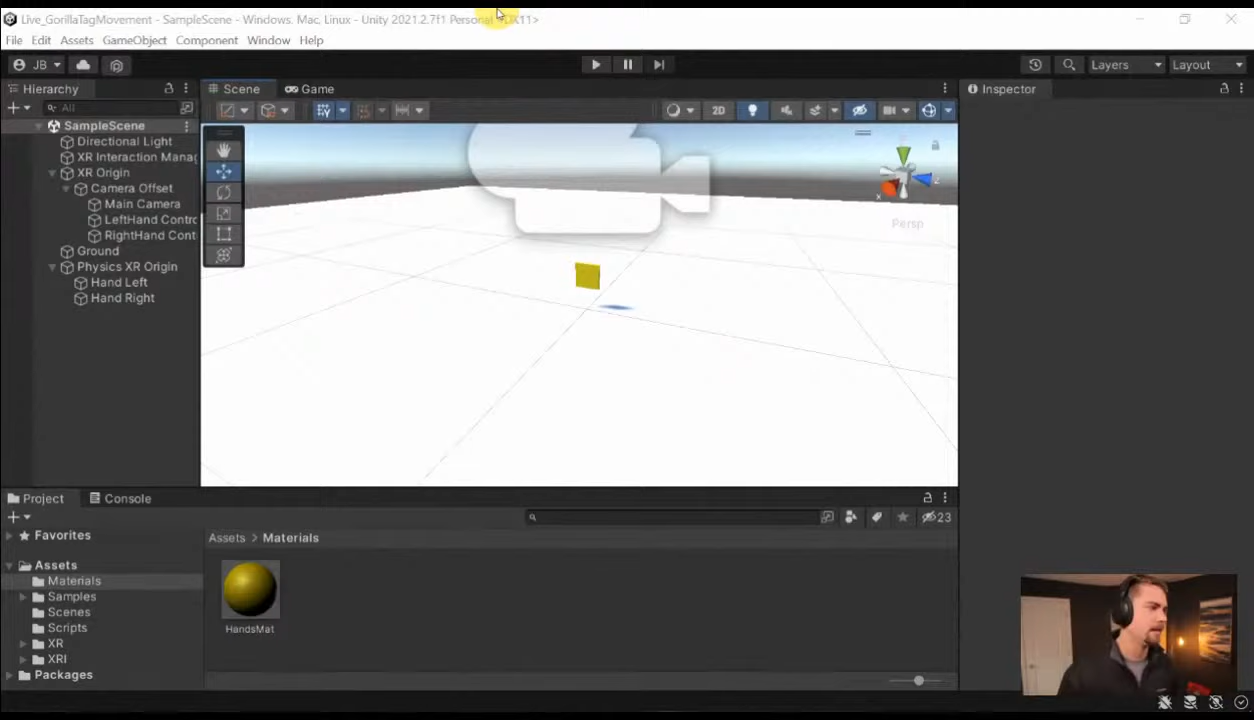 Live_GorillaTagMovement - SampleScene - Windows, Mac, Linux - Unity 2021.2.7f1 Personal <DX11>
File Edit Assets GameObject Component Window Help
JB Layers Layout
Hierarchy Scene Game Inspector
All 2D
SampleScene
Directional Light
XR Interaction Manag
XR Origin
Camera Offset
Main Camera
LeftHand Contro
RightHand Cont
Ground
Physics XR Origin
Hand Left
Hand Right
x z
Persp
Project Console
23
Favorites
Assets > Materials
Assets
Materials
Samples
Scenes
Scripts
XR
XRI
Packages
HandsMat